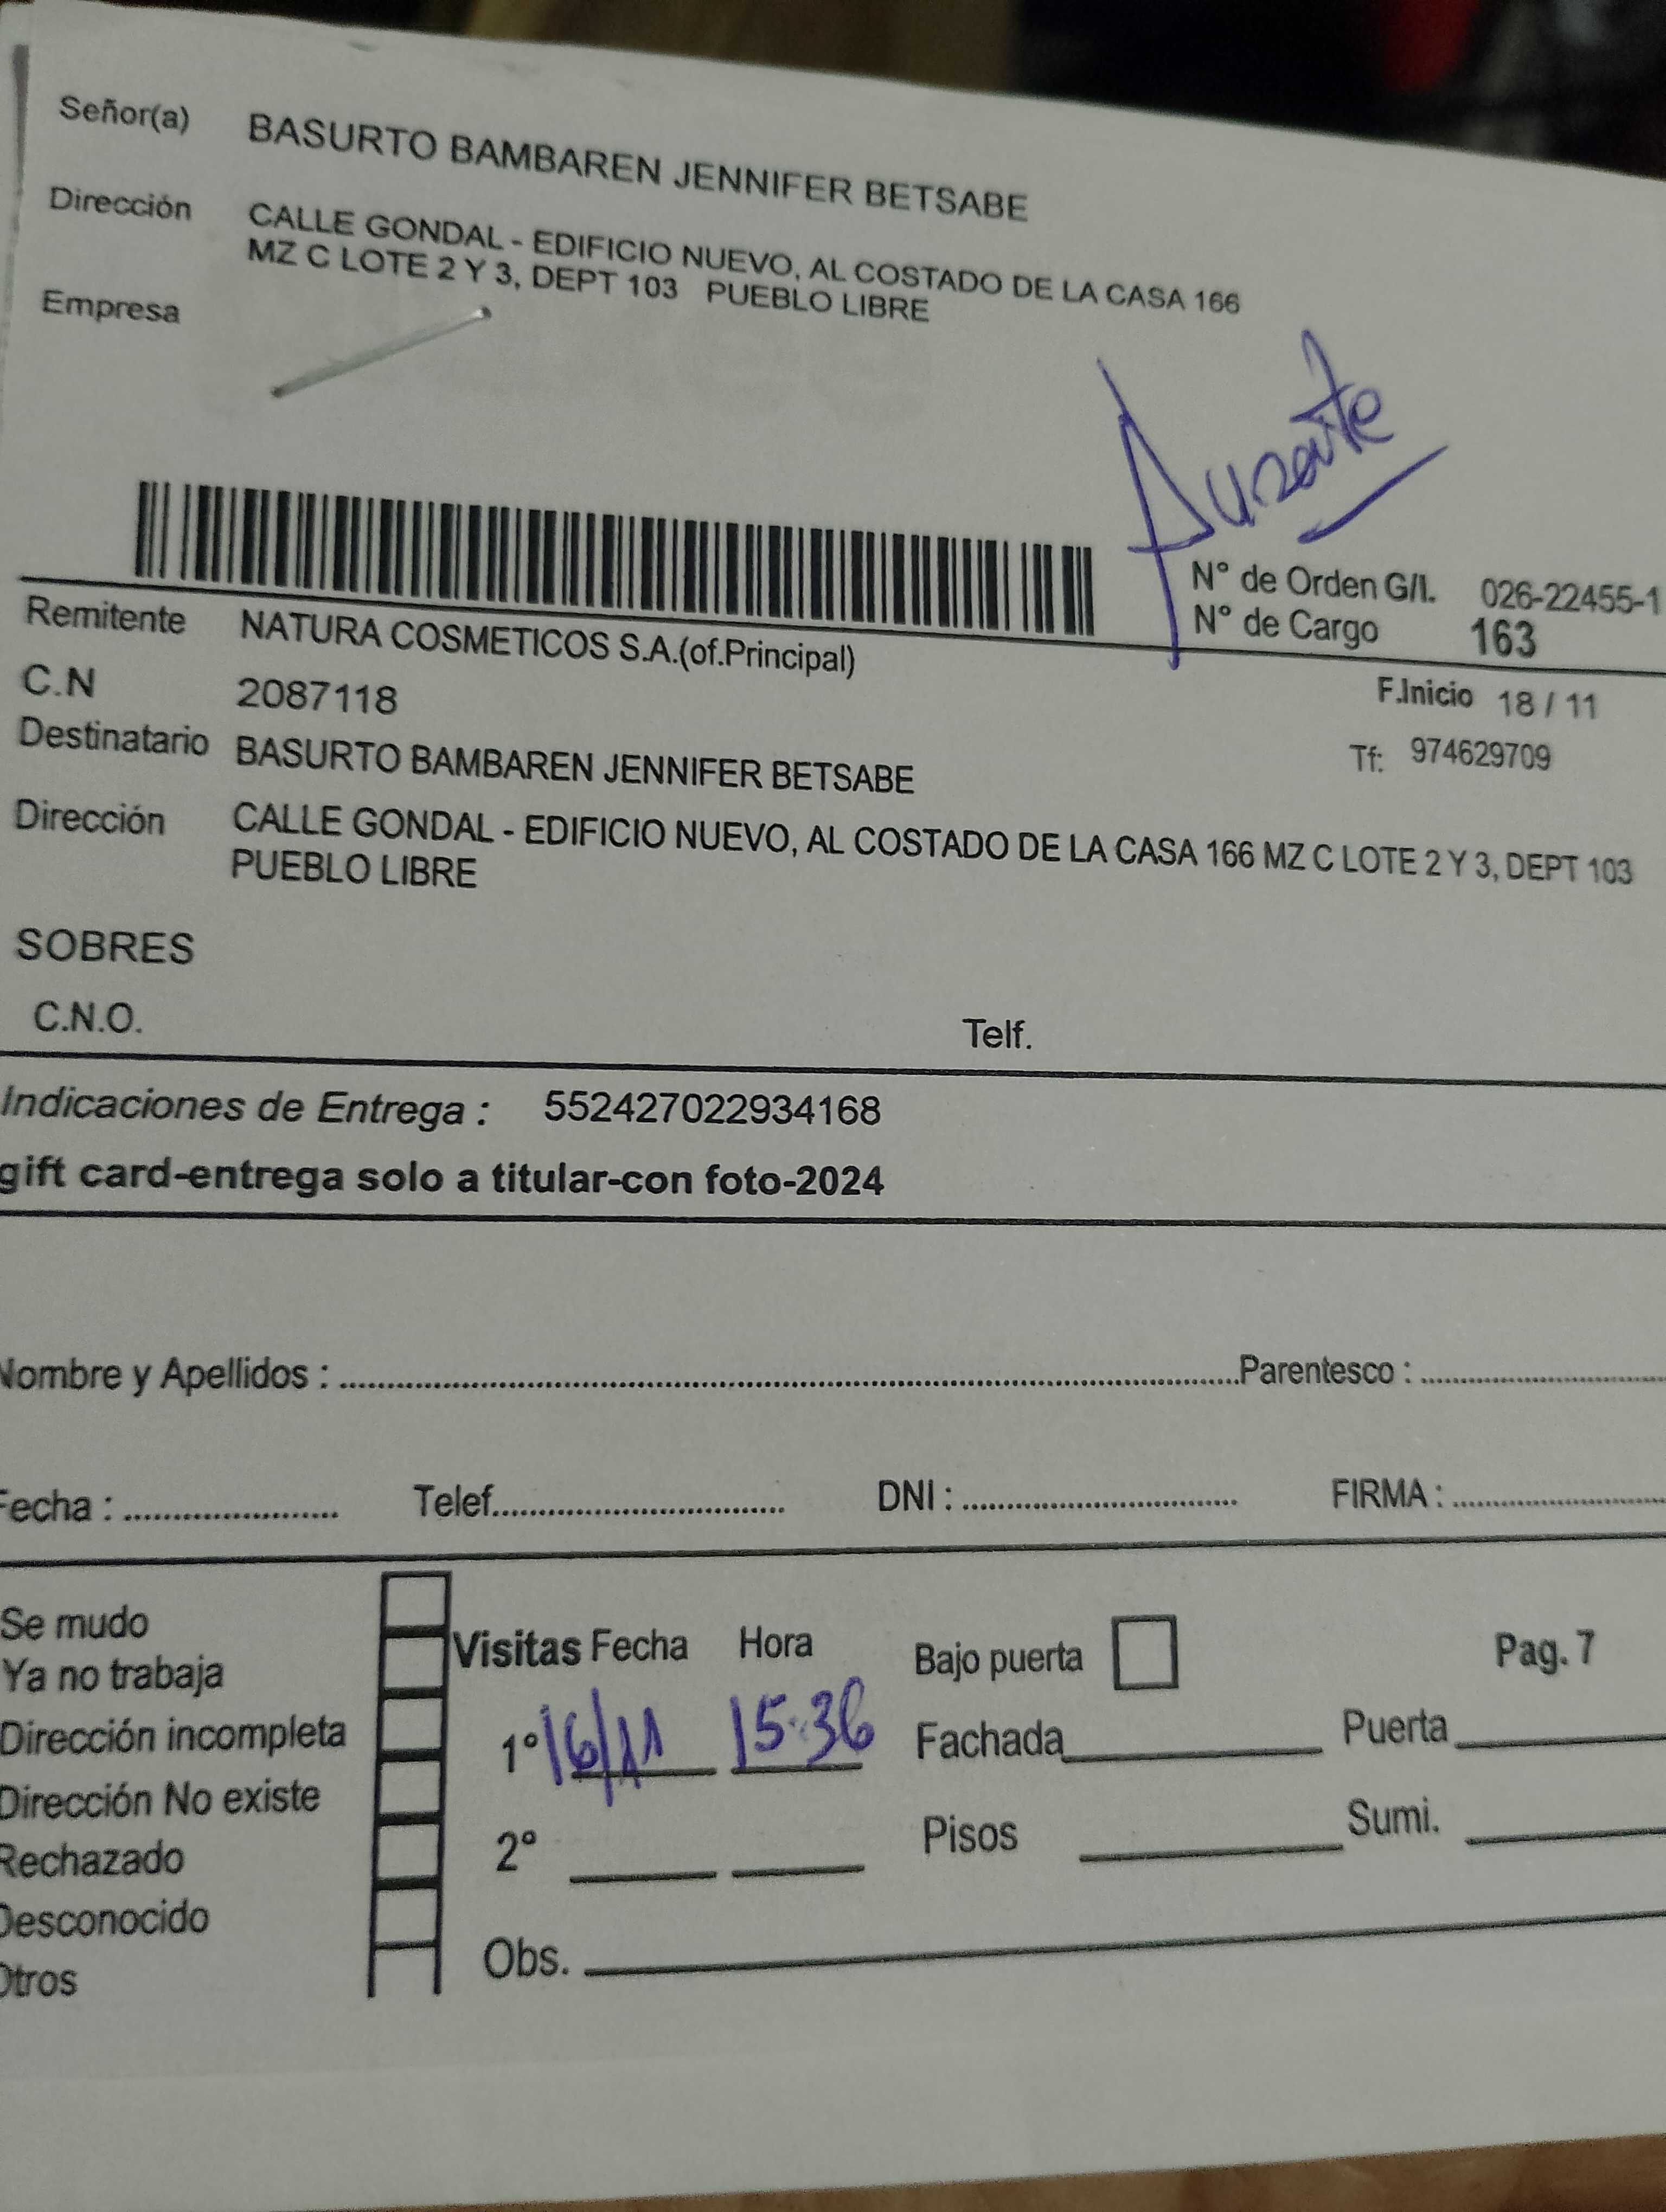 Señor(a) BASURTO BAMBAREN JENNIFER BETSABE
Dirección CALLE GONDAL - EDIFICIO NUEVO, AL COSTADO DE LA CASA 166
MZ C LOTE 2 Y 3, DEPT 103 PUEBLO LIBRE
Empresa
Ausente
N° de Orden G/I. 026-22455-1
N° de Cargo 163
Remitente NATURA COSMETICOS S.A.(of.Principal)
C.N 2087118 F.Inicio 18 / 11
Destinatario BASURTO BAMBAREN JENNIFER BETSABE Tf: 974629709
Dirección CALLE GONDAL - EDIFICIO NUEVO, AL COSTADO DE LA CASA 166 MZ C LOTE 2 Y 3, DEPT 103
PUEBLO LIBRE
SOBRES
C.N.O. Telf.
Indicaciones de Entrega : 552427022934168
gift card-entrega solo a titular-con foto-2024
Nombre y Apellidos : Parentesco :
Fecha : Telef. DNI : FIRMA :
Se mudo
Ya no trabaja
Dirección incompleta
Dirección No existe
Rechazado
Desconocido
Otros
Visitas Fecha Hora Bajo puerta Pag. 7
1° 16/11 15:36 Fachada Puerta
2° Pisos Sumi.
Obs.